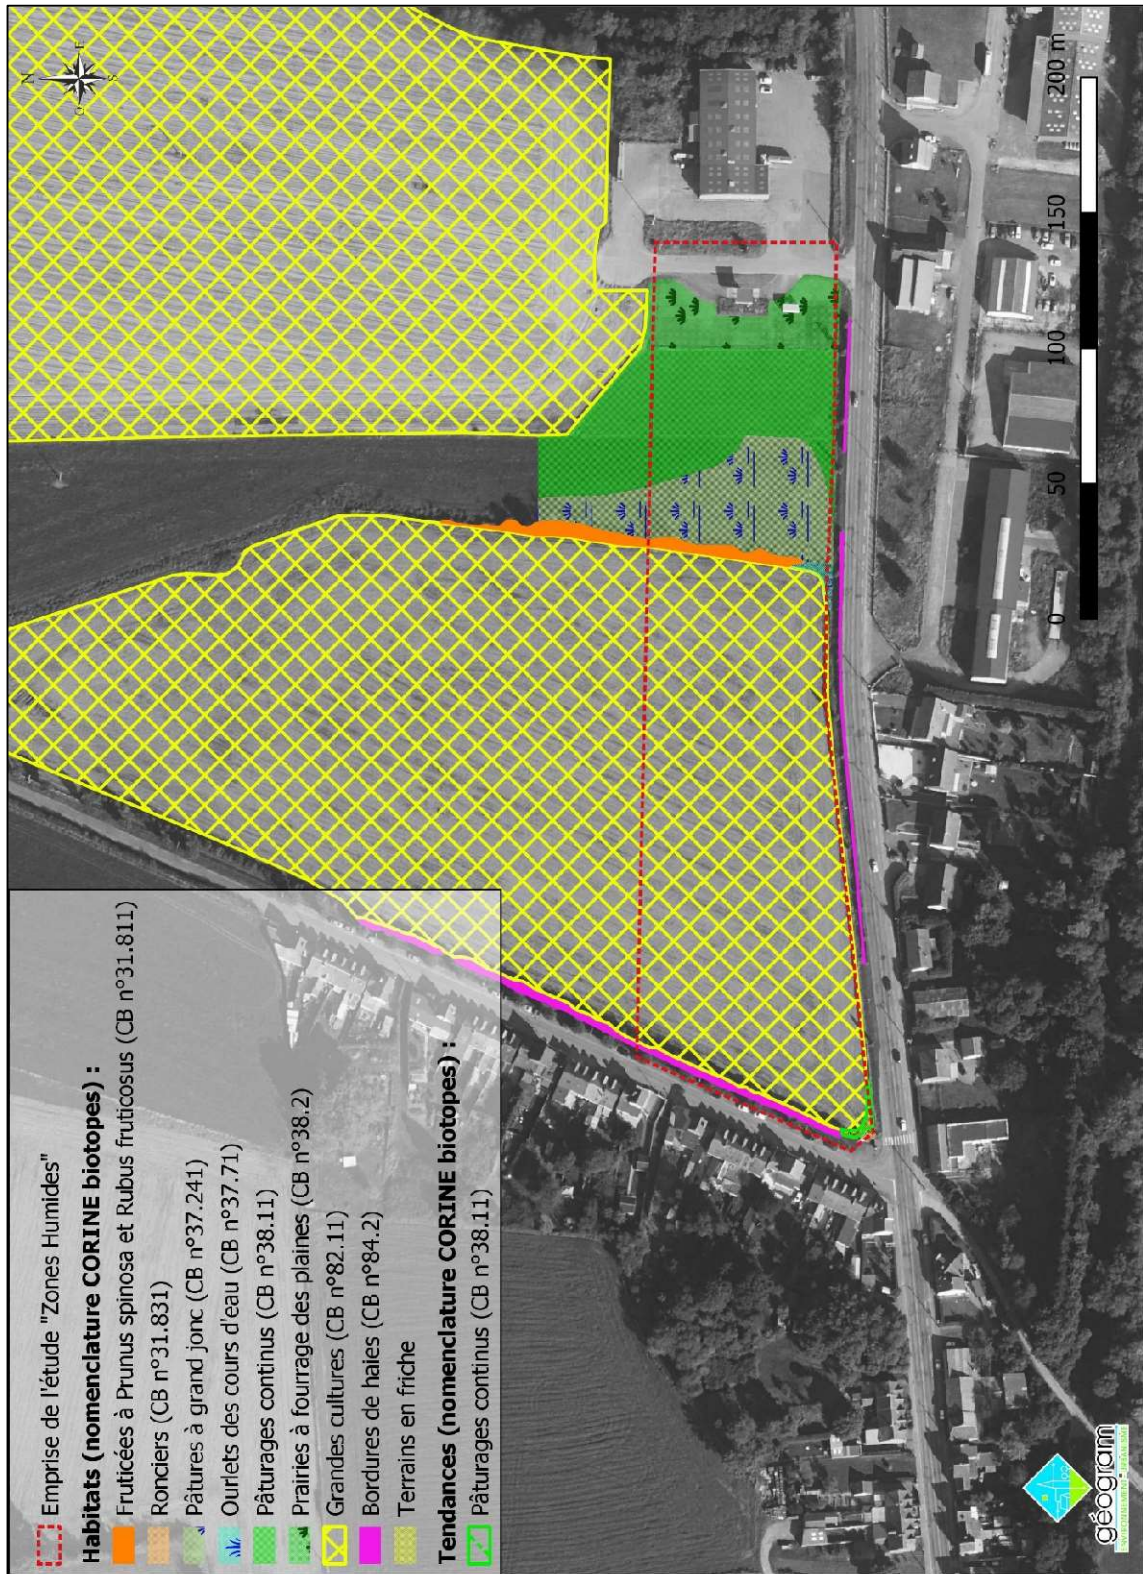 Emprise de l'étude "Zones Humides"
Habitats (nomenclature CORINE biotopes) :
Fruticées à Prunus spinosa et Rubus fruticosus (CB n°31.811)
Ronciers (CB n°31.831)
Pâtures à grand jonc (CB n°37.241)
Ourlets des cours d'eau (CB n°37.71)
Pâturages continus (CB n°38.11)
Prairies à fourrage des plaines (CB n°38.2)
Grandes cultures (CB n°82.11)
Bordures de haies (CB n°84.2)
Terrains en friche
Tendances (nomenclature CORINE biotopes) :
Pâturages continus (CB n°38.11)
N
E
S
O
0 50 100 150 200 m
géogram